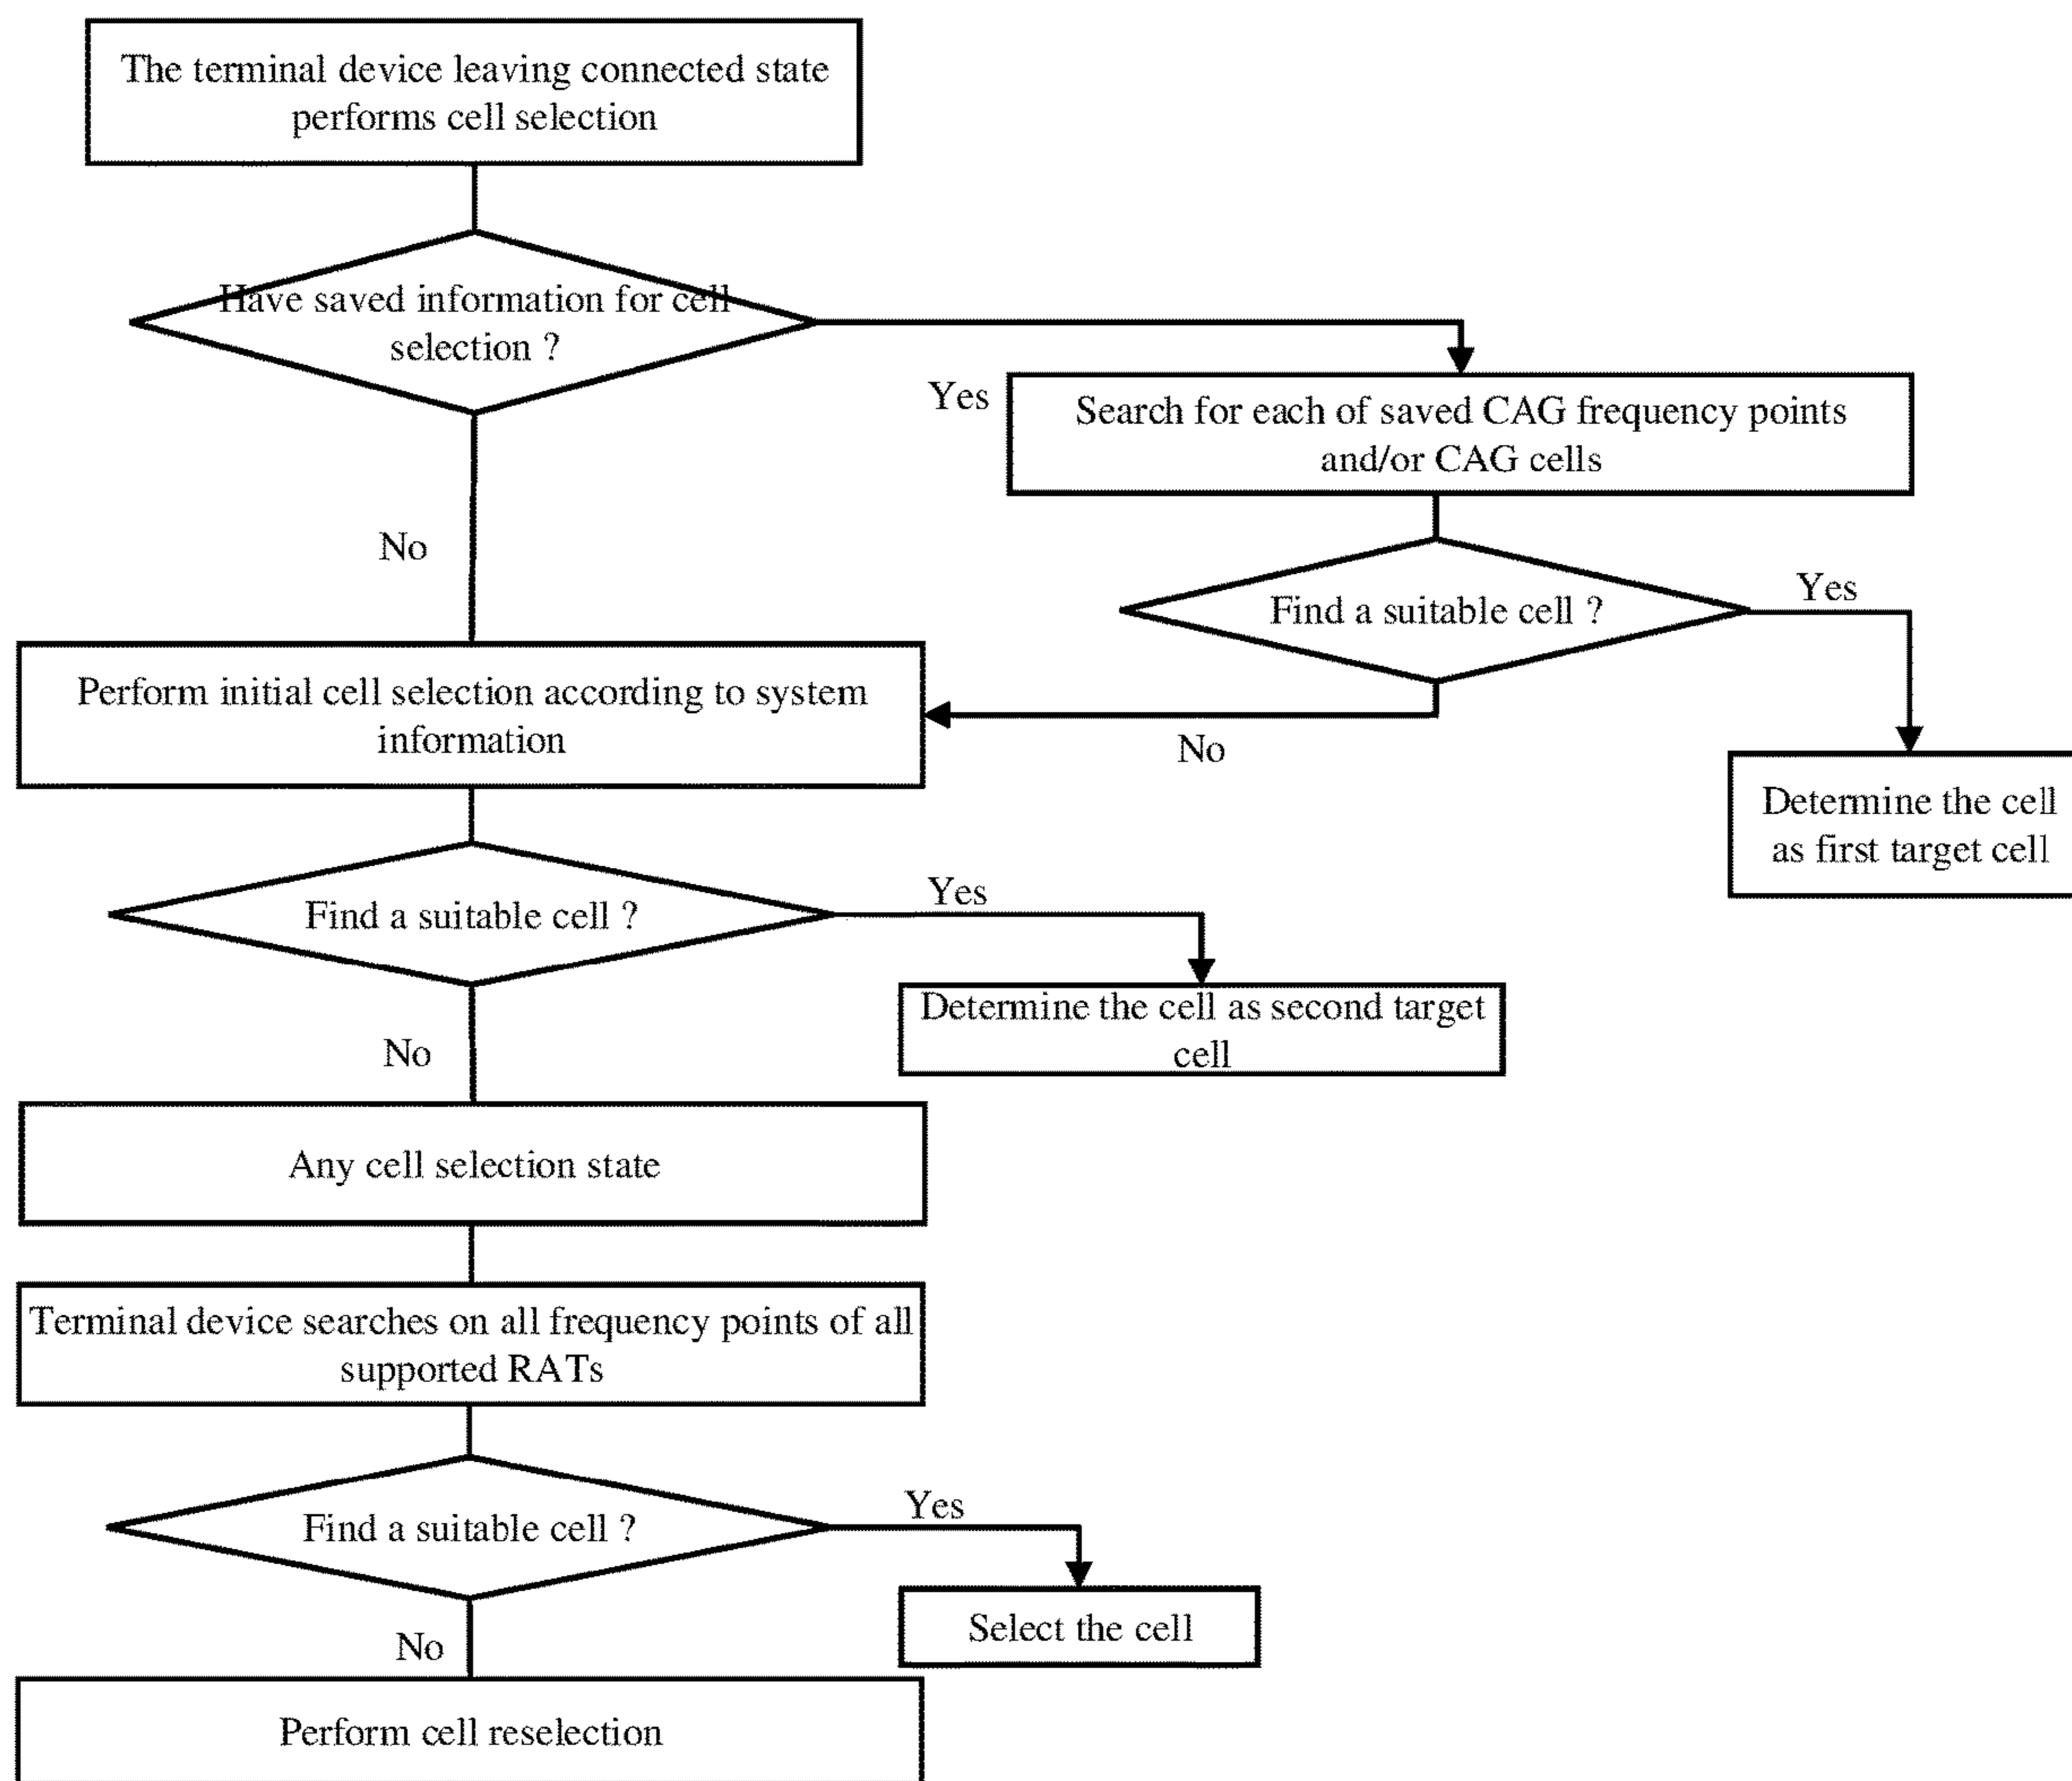 The terminal device leaving connected state
performs cell selection
Have saved information for cell
selection ?
Yes
Search for each of saved CAG frequency points
and/or CAG cells
No
Find a suitable cell ?
Yes
Perform initial cell selection according to system
information
No
Determine the cell
as first target cell
Find a suitable cell ?
Yes
Determine the cell as second target
cell
No
Any cell selection state
Terminal device searches on all frequency points of all
supported RATs
Find a suitable cell ?
Yes
Select the cell
No
Perform cell reselection